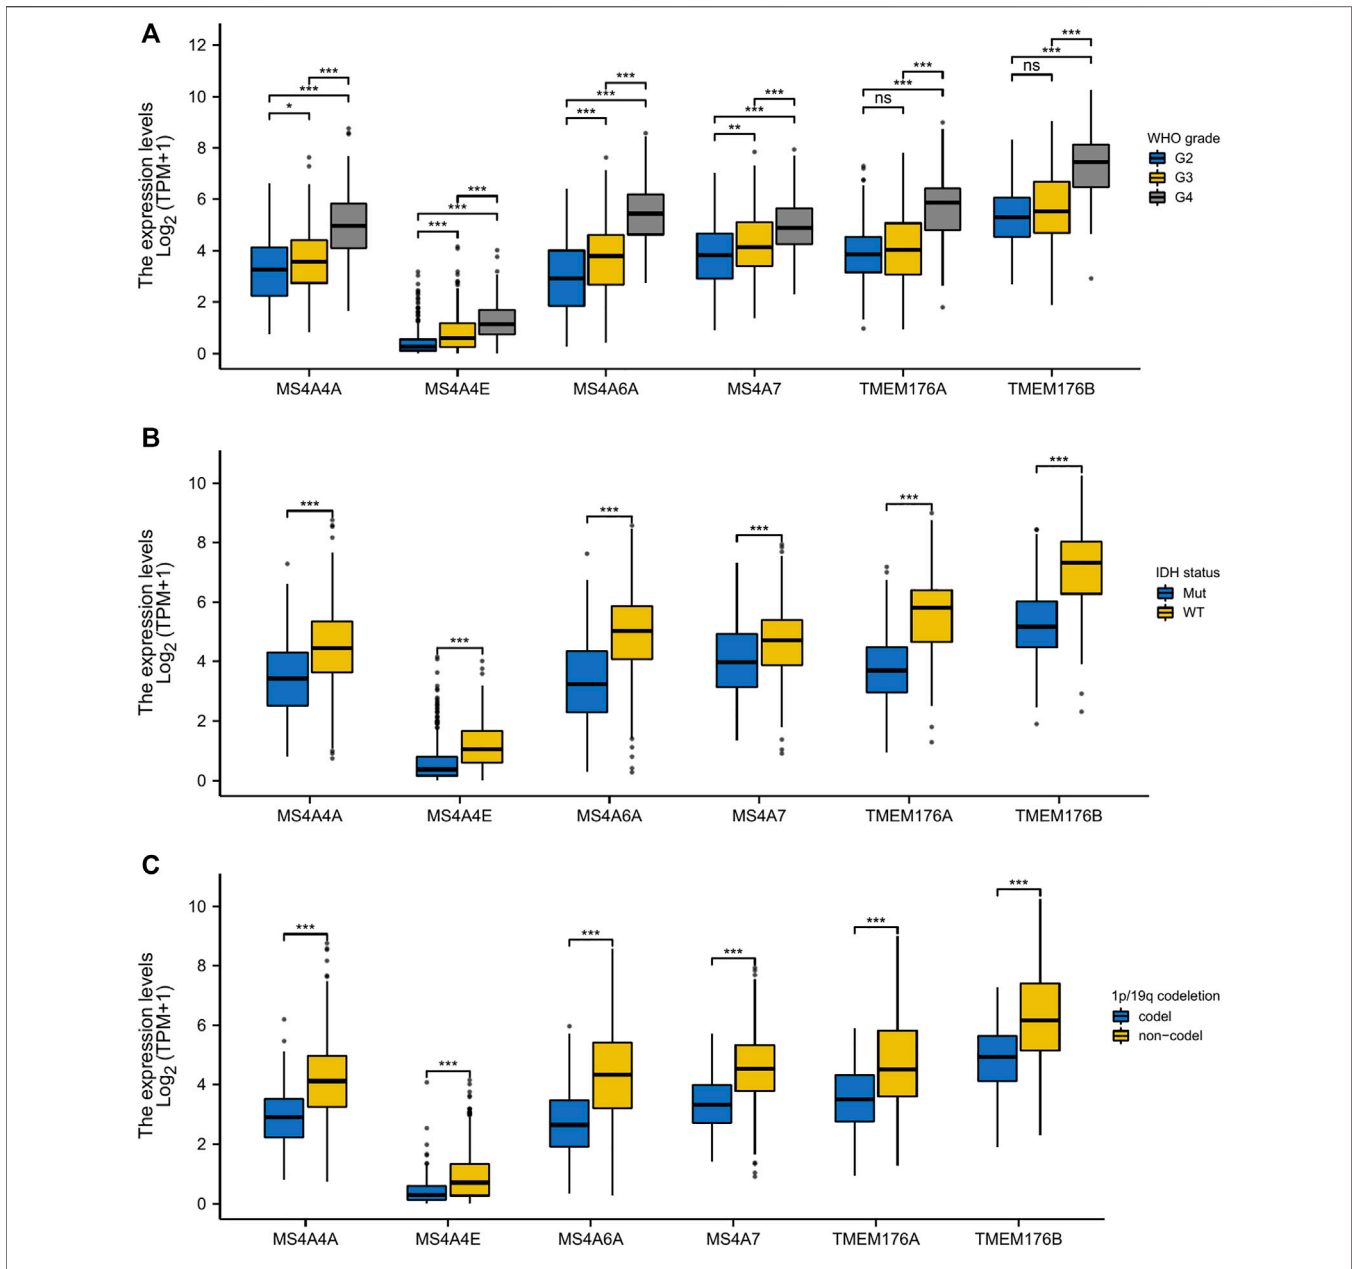 A
The expression levels
Log2 (TPM+1)
12
10
8
6
4
2
0
***
***
*
***
***
***
***
***
***
***
***
**
***
***
ns
***
***
ns
MS4A4A
MS4A4E
MS4A6A
MS4A7
TMEM176A
TMEM176B
WHO grade
G2
G3
G4
B
The expression levels
Log2 (TPM+1)
10
8
6
4
2
0
***
***
***
***
***
***
MS4A4A
MS4A4E
MS4A6A
MS4A7
TMEM176A
TMEM176B
IDH status
Mut
WT
C
The expression levels
Log2 (TPM+1)
10
8
6
4
2
0
***
***
***
***
***
***
MS4A4A
MS4A4E
MS4A6A
MS4A7
TMEM176A
TMEM176B
1p/19q codeletion
codel
non−codel